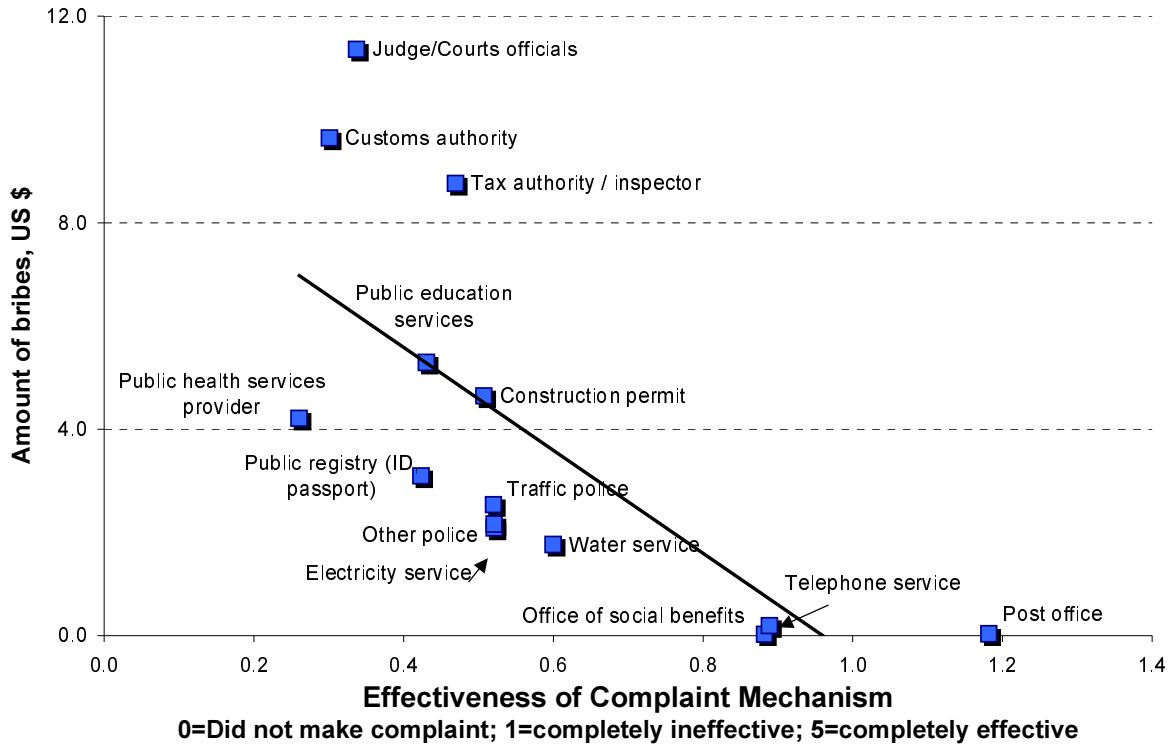 12.0
Judge/Courts officials
Customs authority
Tax authority / inspector
8.0
Amount of bribes, US $
Public education
services
Public health services
provider
Construction permit
4.0
Public registry (ID,
passport)
Traffic police
Other police
Water service
Electricity service
Telephone service
Office of social benefits
Post office
0.0
0.0 0.2 0.4 0.6 0.8 1.0 1.2 1.4
Effectiveness of Complaint Mechanism
0=Did not make complaint; 1=completely ineffective; 5=completely effective